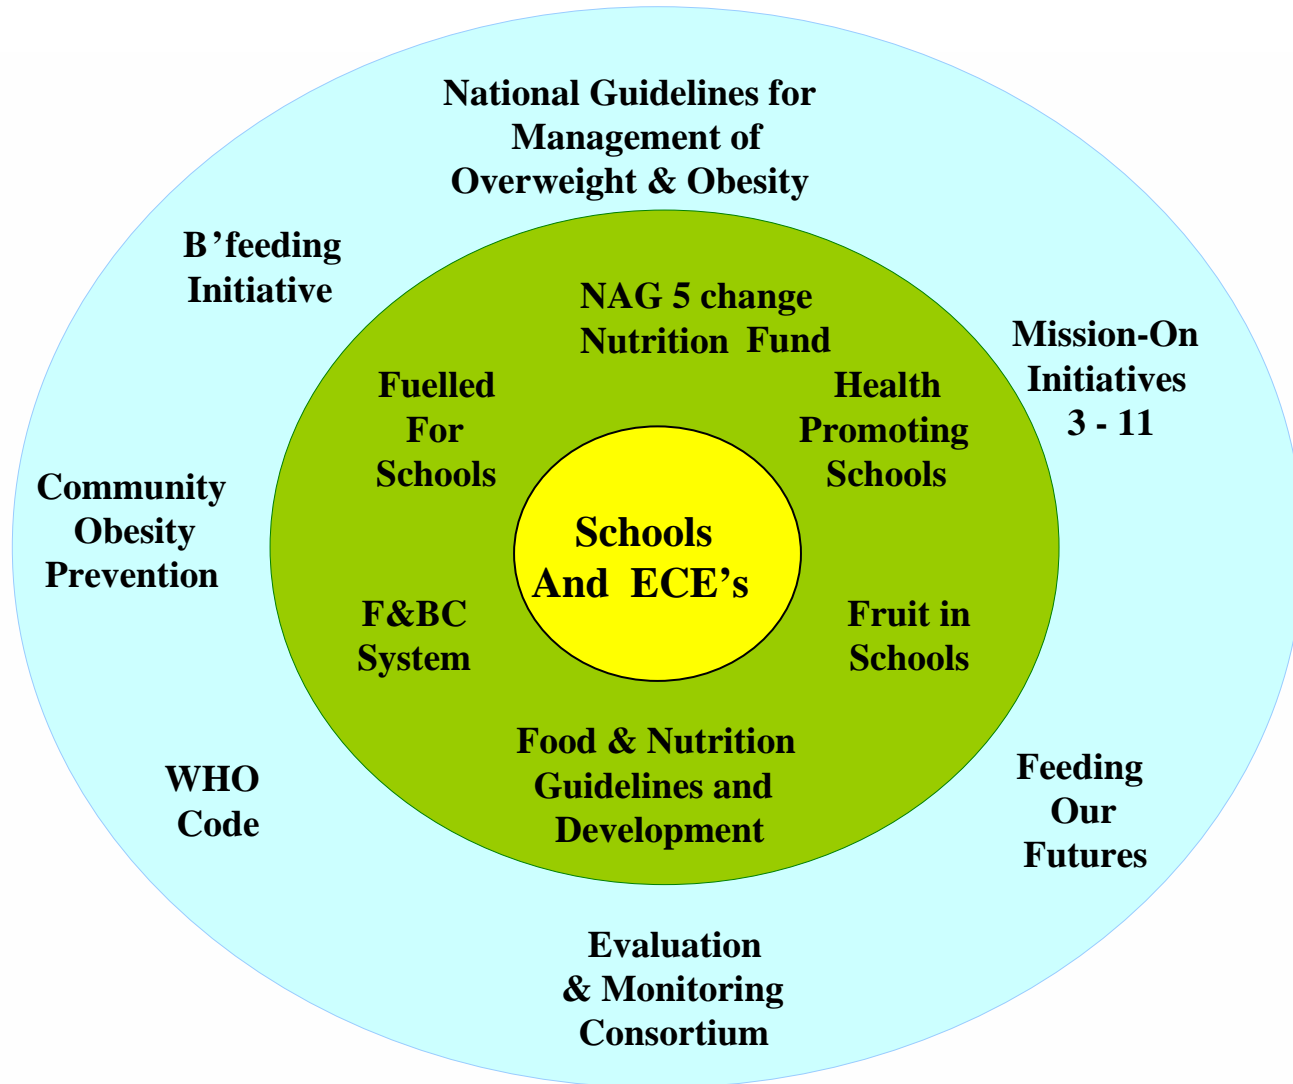 National Guidelines for
Management of
Overweight & Obesity
B'feeding
Initiative
NAG 5 change
Nutrition Fund
Mission-On
Initiatives
3 - 11
Fuelled
For
Schools
Health
Promoting
Schools
Community
Obesity
Prevention
Schools
And ECE's
F&BC
System
Fruit in
Schools
Food & Nutrition
Guidelines and
Development
WHO
Code
Feeding
Our
Futures
Evaluation
& Monitoring
Consortium